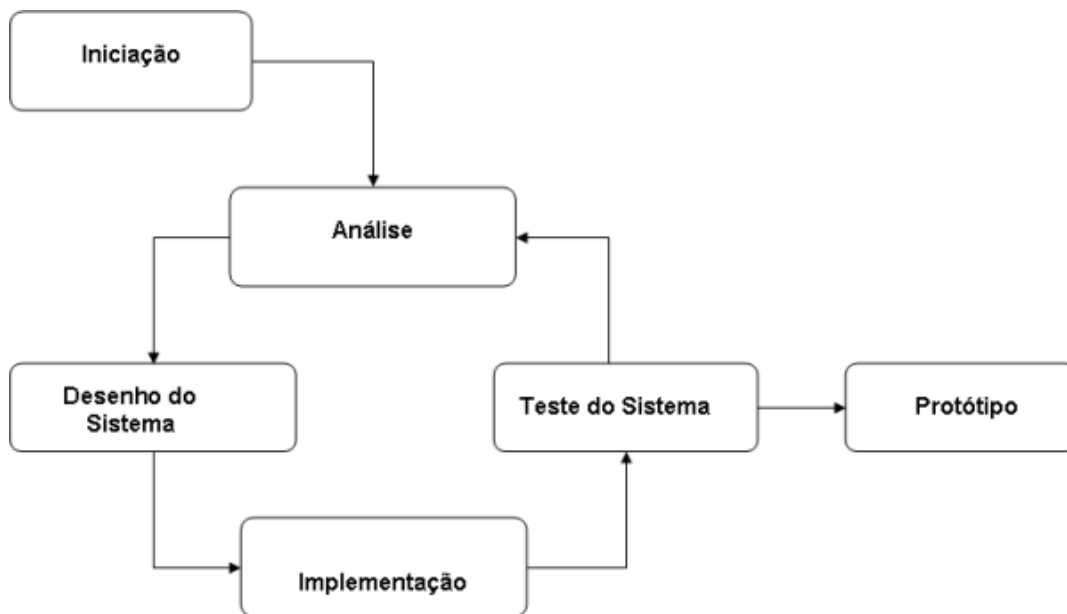 Iniciação
Análise
Desenho do
Sistema
Teste do Sistema
Protótipo
Implementação